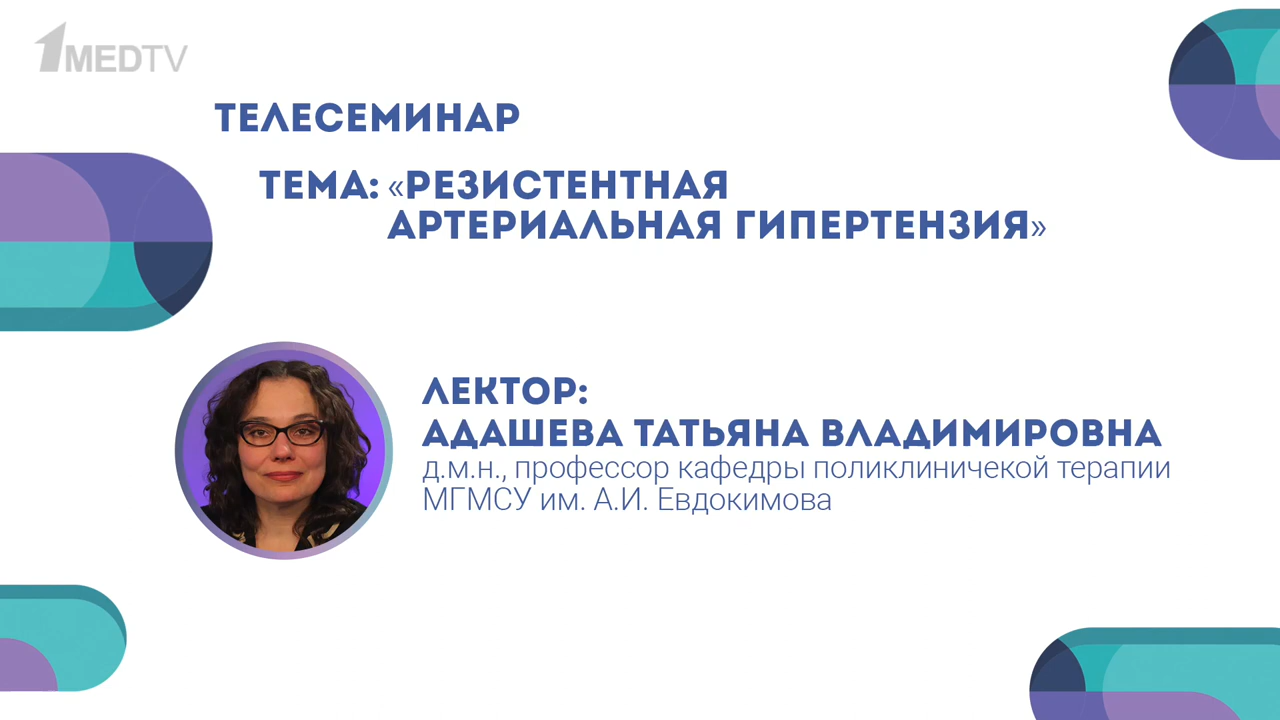 1MEDTV
ТЕЛЕСЕМИНАР
ТЕМА: «РЕЗИСТЕНТНАЯ
АРТЕРИАЛЬНАЯ ГИПЕРТЕНЗИЯ»
ЛЕКТОР:
АДАШЕВА ТАТЬЯНА ВЛАДИМИРОВНА
д.м.н., профессор кафедры поликлиничекой терапии
МГМСУ им. А.И. Евдокимова